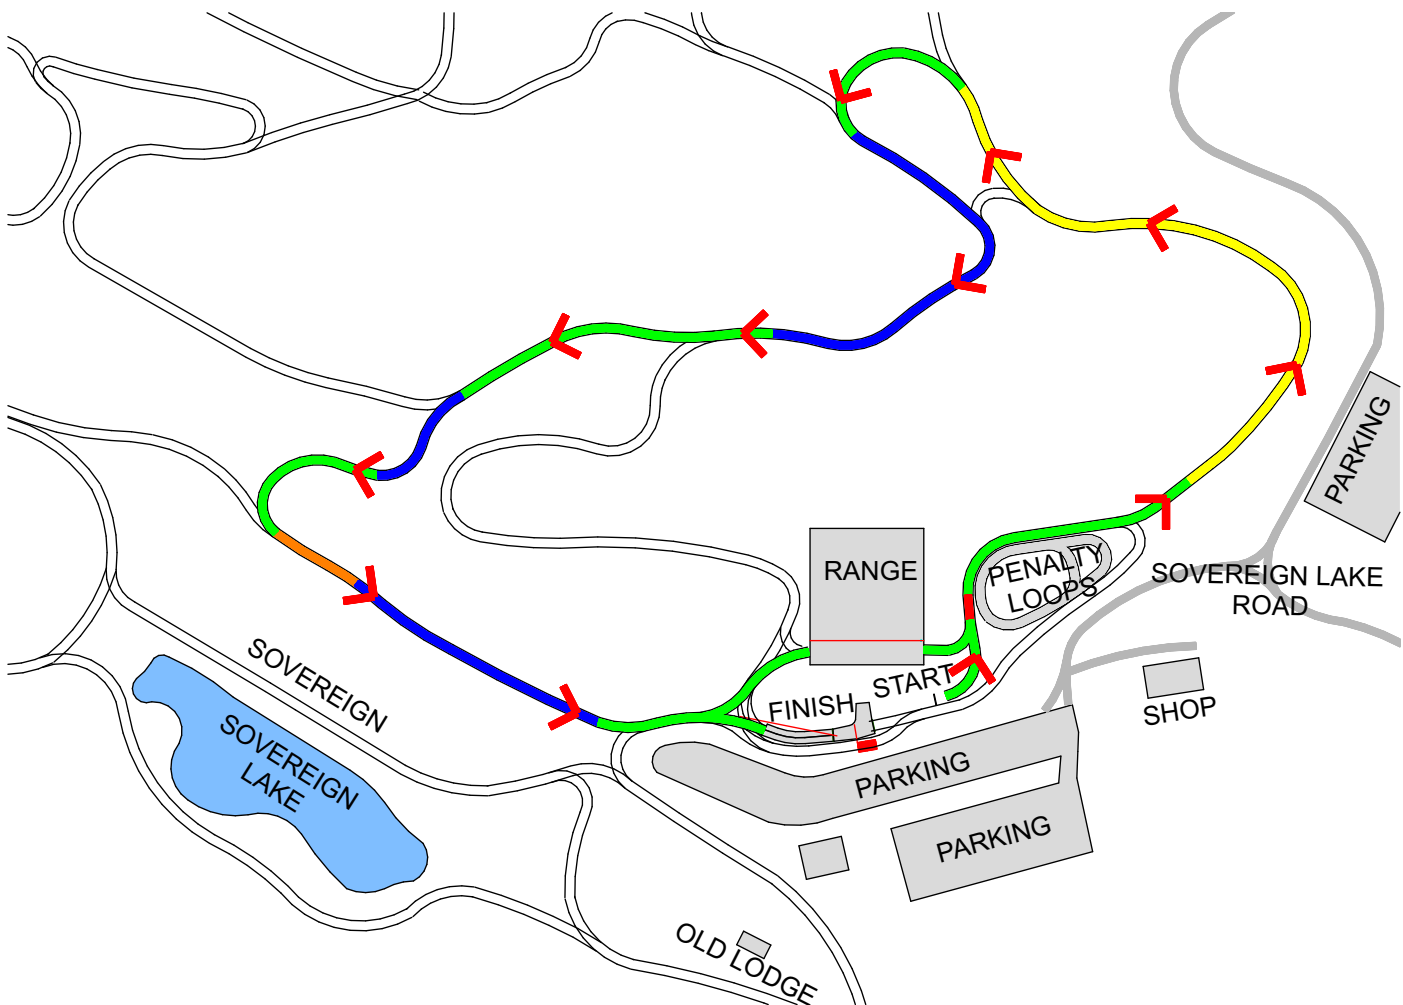 PARKING
RANGE
PENALTY
LOOPS
SOVEREIGN LAKE
ROAD
SOVEREIGN
START
FINISH
SHOP
SOVEREIGN
LAKE
PARKING
PARKING
OLD LODGE